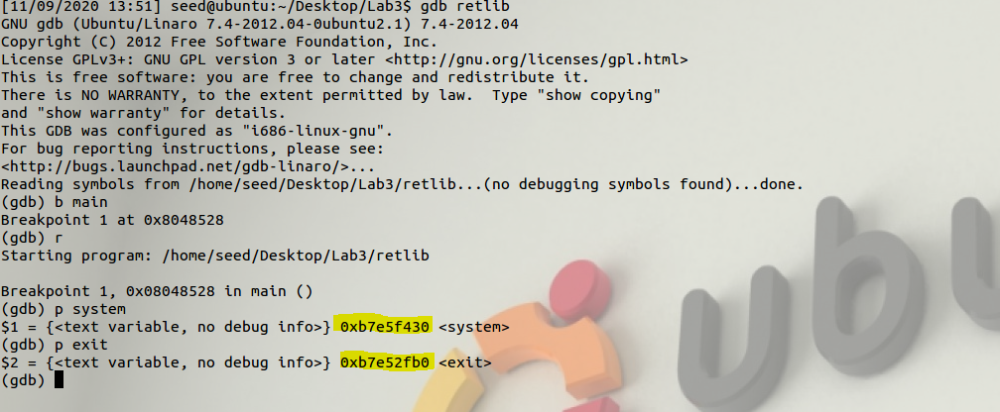 [11/09/2020 13:51] seed@ubuntu:~/Desktop/Lab3$ gdb retlib
GNU gdb (Ubuntu/Linaro 7.4-2012.04-0ubuntu2.1) 7.4-2012.04
Copyright (C) 2012 Free Software Foundation, Inc.
License GPLv3+: GNU GPL version 3 or later <http://gnu.org/licenses/gpl.html>
This is free software: you are free to change and redistribute it.
There is NO WARRANTY, to the extent permitted by law.  Type "show copying"
and "show warranty" for details.
This GDB was configured as "i686-linux-gnu".
For bug reporting instructions, please see:
<http://bugs.launchpad.net/gdb-linaro/>...
Reading symbols from /home/seed/Desktop/Lab3/retlib...(no debugging symbols found)...done.
(gdb) b main
Breakpoint 1 at 0x8048528
(gdb) r
Starting program: /home/seed/Desktop/Lab3/retlib
Breakpoint 1, 0x08048528 in main ()
(gdb) p system
$1 = {<text variable, no debug info>} 0xb7e5f430 <system>
(gdb) p exit
$2 = {<text variable, no debug info>} 0xb7e52fb0 <exit>
(gdb)
ubu